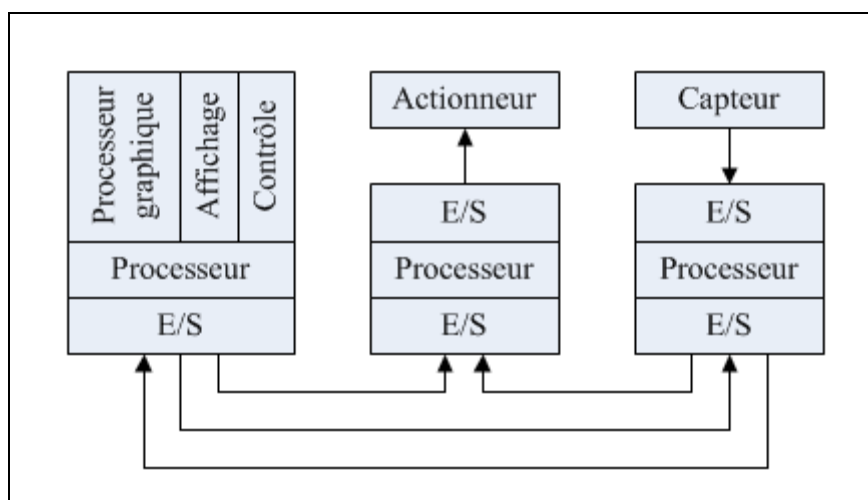 Processeur
graphique
Affichage
Contrôle
Processeur
E/S
Actionneur
E/S
Processeur
E/S
Capteur
E/S
Processeur
E/S